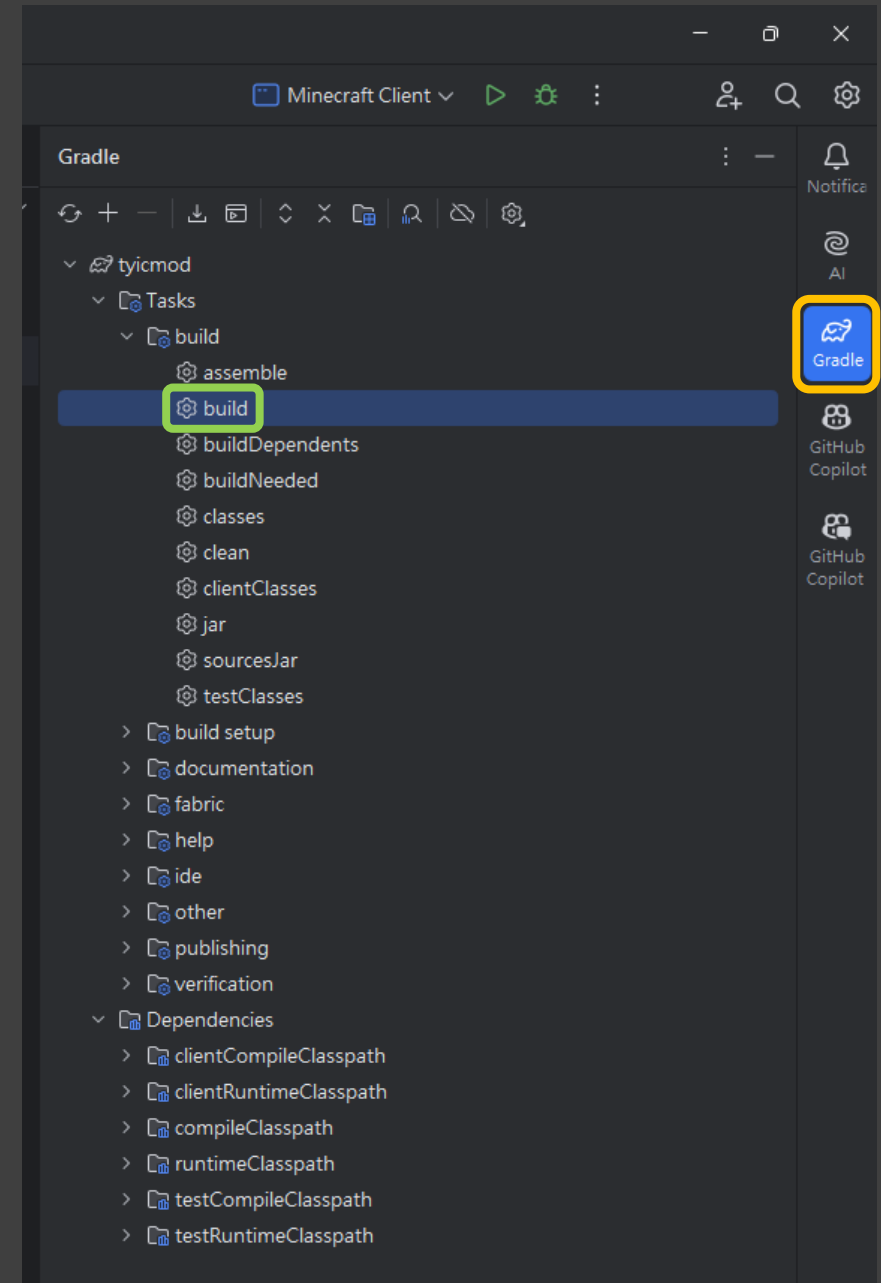 Minecraft Client
Gradle
Notifica
AI
Gradle
GitHub
Copilot
GitHub
Copilot
tyicmod
Tasks
build
assemble
build
buildDependents
buildNeeded
classes
clean
clientClasses
jar
sourcesJar
testClasses
build setup
documentation
fabric
help
ide
other
publishing
verification
Dependencies
clientCompileClasspath
clientRuntimeClasspath
compileClasspath
runtimeClasspath
testCompileClasspath
testRuntimeClasspath